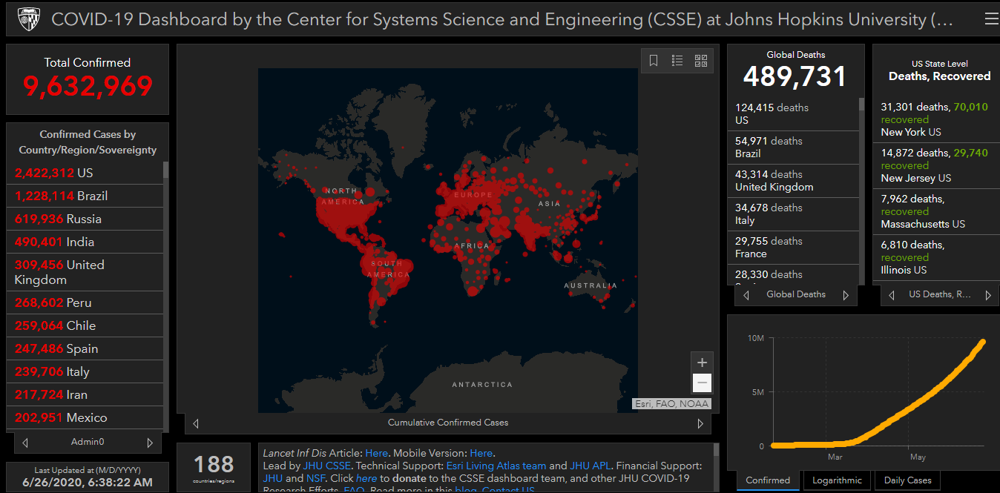 COVID-19 Dashboard by the Center for Systems Science and Engineering (CSSE) at Johns Hopkins University (...
Total Confirmed
9,632,969
Confirmed Cases by
Country/Region/Sovereignty
2,422,312 US
1,228,114 Brazil
619,936 Russia
490,401 India
309,456 United
Kingdom
268,602 Peru
259,064 Chile
247,486 Spain
239,706 Italy
217,724 Iran
202,951 Mexico
Admin0
Last Updated at (M/D/YYYY)
6/26/2020, 6:38:22 AM
NORTH
AMERICA
SOUTH
AMERICA
EUROPE
AFRICA
ASIA
AUSTRALIA
ANTARCTICA
Esri, FAO, NOAA
Cumulative Confirmed Cases
188
countries/regions
Lancet Inf Dis Article: Here. Mobile Version: Here.
Lead by JHU CSSE. Technical Support: Esri Living Atlas team and JHU APL. Financial Support:
JHU and NSF. Click here to donate to the CSSE dashboard team, and other JHU COVID-19
Research Efforts. FAQ. Read more in this blog. Contact US.
Global Deaths
489,731
124,415 deaths
US
54,971 deaths
Brazil
43,314 deaths
United Kingdom
34,678 deaths
Italy
29,755 deaths
France
28,330 deaths
Global Deaths
US State Level
Deaths, Recovered
31,301 deaths, 70,010
recovered
New York US
14,872 deaths, 29,740
recovered
New Jersey US
7,962 deaths,
recovered
Massachusetts US
6,810 deaths,
recovered
Illinois US
US Deaths, R...
10M
5M
0
Mar
May
Confirmed
Logarithmic
Daily Cases